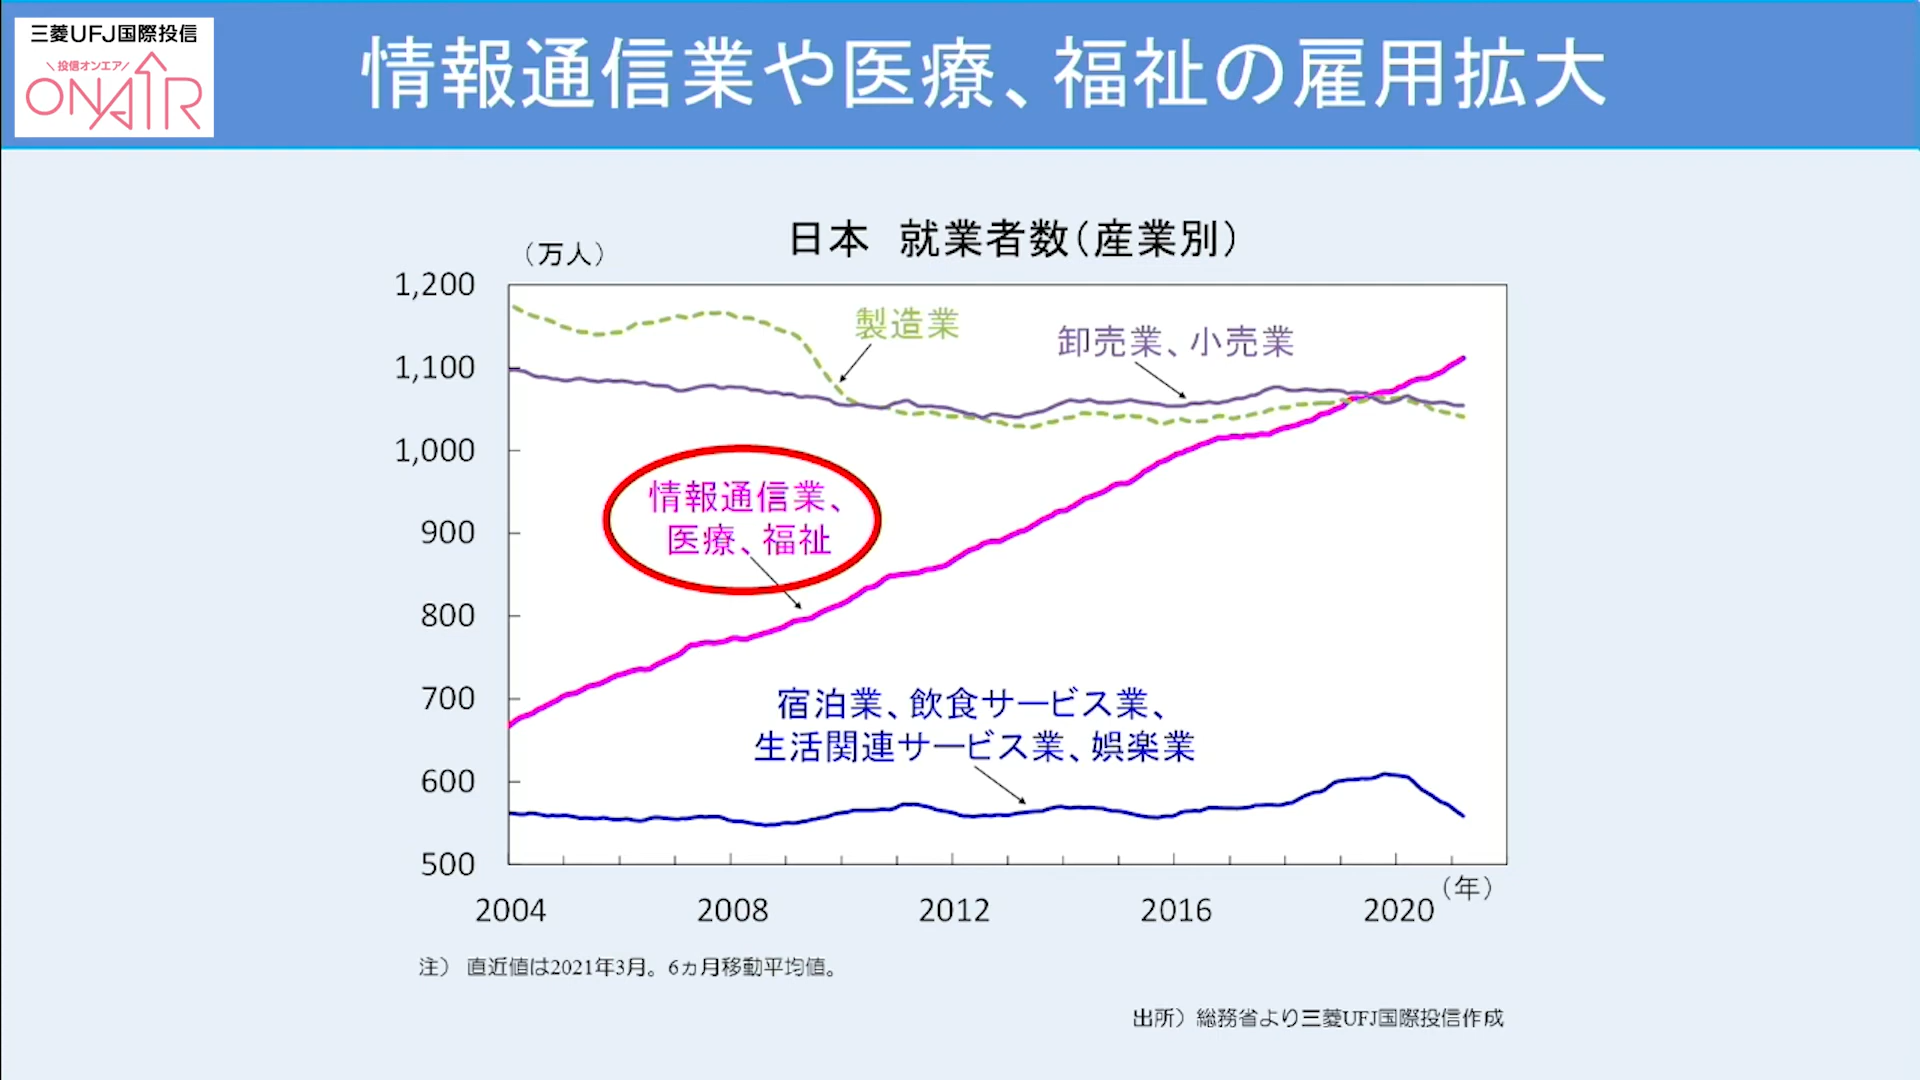 三菱UFJ国際投信
\投信オンエア/
ONAIR
情報通信業や医療、福祉の雇用拡大
日本 就業者数（産業別）
（万人）
1,200
1,100
1,000
900
800
700
600
500
製造業
卸売業、小売業
情報通信業、
医療、福祉
宿泊業、飲食サービス業、
生活関連サービス業、娯楽業
2004
2008
2012
2016
2020
（年）
注） 直近値は2021年3月。6ヵ月移動平均値。
出所）総務省より三菱UFJ国際投信作成